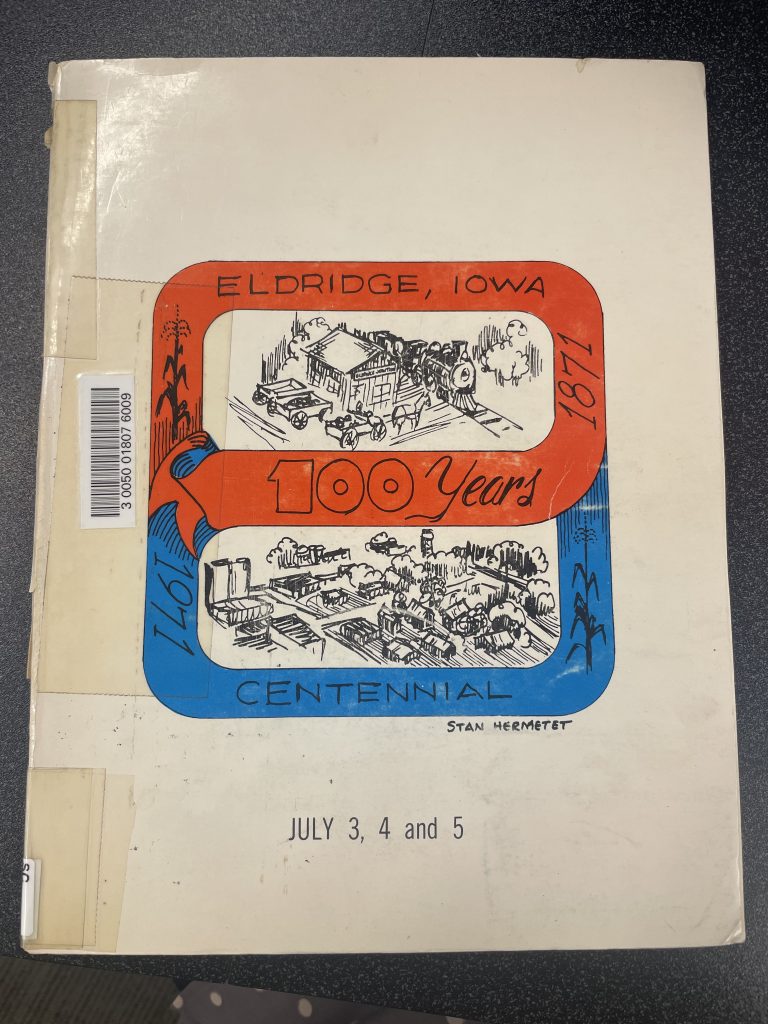 ELDRIDGE, IOWA
1871
100 Years
1971
CENTENNIAL
STAN HERMETET
JULY 3, 4 and 5
3 0050 01807 6009